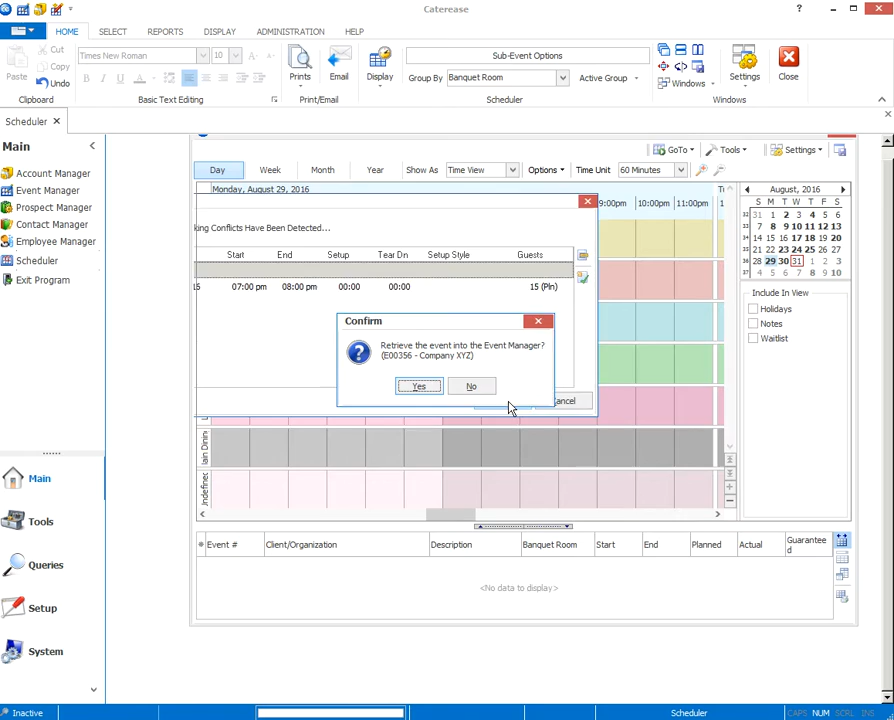 Caterease
HOME SELECT REPORTS DISPLAY ADMINISTRATION HELP
Paste
Cut
Copy
Undo
Clipboard
Times New Roman 10
B I U
Basic Text Editing
Prints
Email
Print/Email
Display
Sub-Event Options
Group By Banquet Room Active Group
Scheduler
Windows
Settings
Close
Windows
Scheduler
Main
Account Manager
Event Manager
Prospect Manager
Contact Manager
Employee Manager
Scheduler
Exit Program
Main
Tools
Queries
Setup
System
GoTo Tools Settings
Day Week Month Year Show As Time View Options Time Unit 60 Minutes
Monday, August 29, 2016
9:00pm 10:00pm 11:00pm
king Conflicts Have Been Detected...
Start End Setup Tear Dn Setup Style Guests
16 07:00 pm 08:00 pm 00:00 00:00 15 (Pln)
Confirm
Retrieve the event into the Event Manager?
(E00356 - Company XYZ)
Yes No
Cancel
August, 2016
S M T W T F S
32 31 1 2 3 4 5 6
33 7 8 9 10 11 12 13
34 14 15 16 17 18 19 20
35 21 22 23 24 25 26 27
36 28 29 30 31 1 2 3
37 4 5 6 7 8 9 10
Include In View
Holidays
Notes
Waitlist
Event # Client/Organization Description Banquet Room Start End Planned Actual Guaranteed
<No data to display>
Inactive Scheduler CAPS NUM SCRL INS